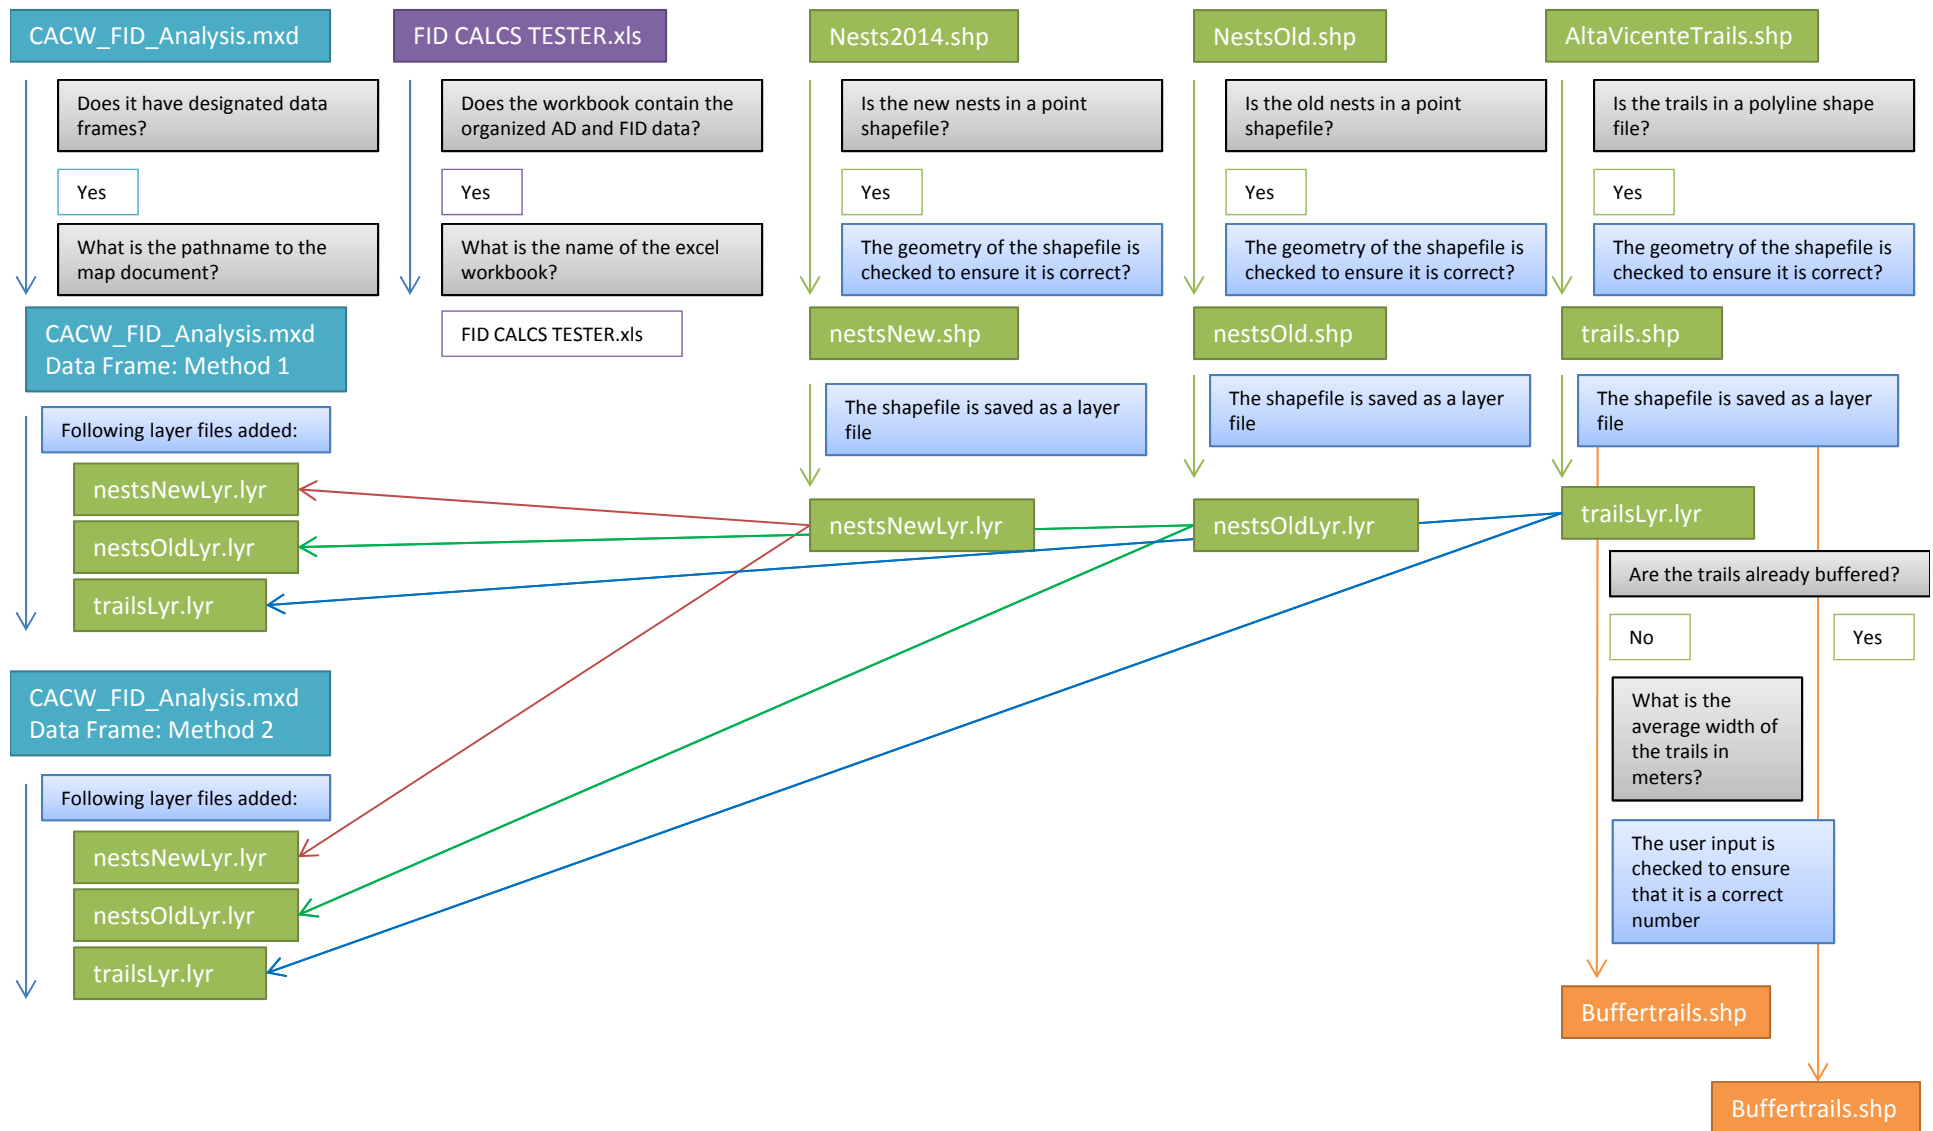 CACW_FID_Analysis.mxd
Does it have designated data
frames?
Yes
What is the pathname to the
map document?
CACW_FID_Analysis.mxd
Data Frame: Method 1
Following layer files added:
nestsNewLyr.lyr
nestsOldLyr.lyr
trailsLyr.lyr
CACW_FID_Analysis.mxd
Data Frame: Method 2
Following layer files added:
nestsNewLyr.lyr
nestsOldLyr.lyr
trailsLyr.lyr
FID CALCS TESTER.xls
Does the workbook contain the
organized AD and FID data?
Yes
What is the name of the excel
workbook?
FID CALCS TESTER.xls
Nests2014.shp
Is the new nests in a point
shapefile?
Yes
The geometry of the shapefile is
checked to ensure it is correct?
nestsNew.shp
The shapefile is saved as a layer
file
nestsNewLyr.lyr
NestsOld.shp
Is the old nests in a point
shapefile?
Yes
The geometry of the shapefile is
checked to ensure it is correct?
nestsOld.shp
The shapefile is saved as a layer
file
nestsOldLyr.lyr
AltaVicenteTrails.shp
Is the trails in a polyline shape
file?
Yes
The geometry of the shapefile is
checked to ensure it is correct?
trails.shp
The shapefile is saved as a layer
file
trailsLyr.lyr
Are the trails already buffered?
No
Yes
What is the
average width of
the trails in
meters?
The user input is
checked to ensure
that it is a correct
number
Buffertrails.shp
Buffertrails.shp